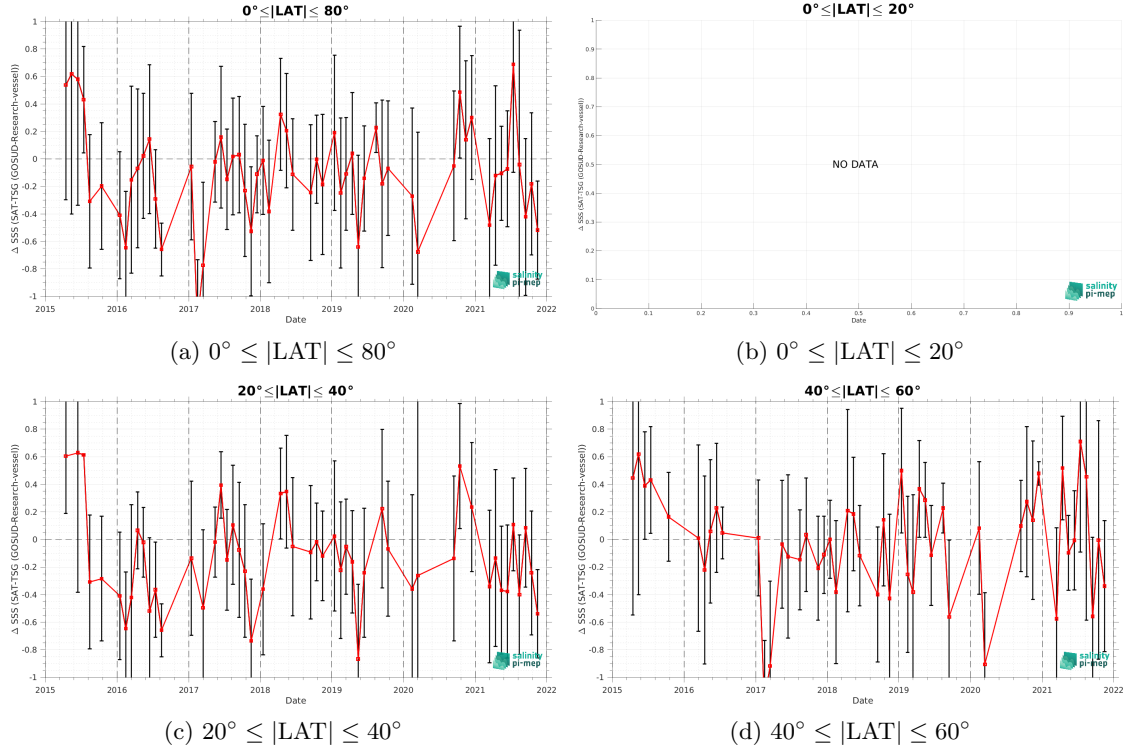 0°≤|LAT|≤ 80°
Δ SSS (SAT-TSG (GOSUD-Research-vessel))
1
0.8
0.6
0.4
0.2
0
-0.2
-0.4
-0.6
-0.8
-1
2015 2016 2017 2018 2019 2020 2021 2022
Date
salinity
pi-mep
(a) 0° ≤ |LAT| ≤ 80°
0°≤|LAT|≤ 20°
Δ SSS (SAT-TSG (GOSUD-Research-vessel))
1
0.9
0.8
0.7
0.6
0.5
0.4
0.3
0.2
0.1
0
NO DATA
0 0.1 0.2 0.3 0.4 0.5 0.6 0.7 0.8 0.9 1
Date
salinity
pi-mep
(b) 0° ≤ |LAT| ≤ 20°
20°≤|LAT|≤ 40°
Δ SSS (SAT-TSG (GOSUD-Research-vessel))
1
0.8
0.6
0.4
0.2
0
-0.2
-0.4
-0.6
-0.8
-1
2015 2016 2017 2018 2019 2020 2021 2022
Date
salinity
pi-mep
(c) 20° ≤ |LAT| ≤ 40°
40°≤|LAT|≤ 60°
Δ SSS (SAT-TSG (GOSUD-Research-vessel))
1
0.8
0.6
0.4
0.2
0
-0.2
-0.4
-0.6
-0.8
-1
2015 2016 2017 2018 2019 2020 2021 2022
Date
salinity
pi-mep
(d) 40° ≤ |LAT| ≤ 60°